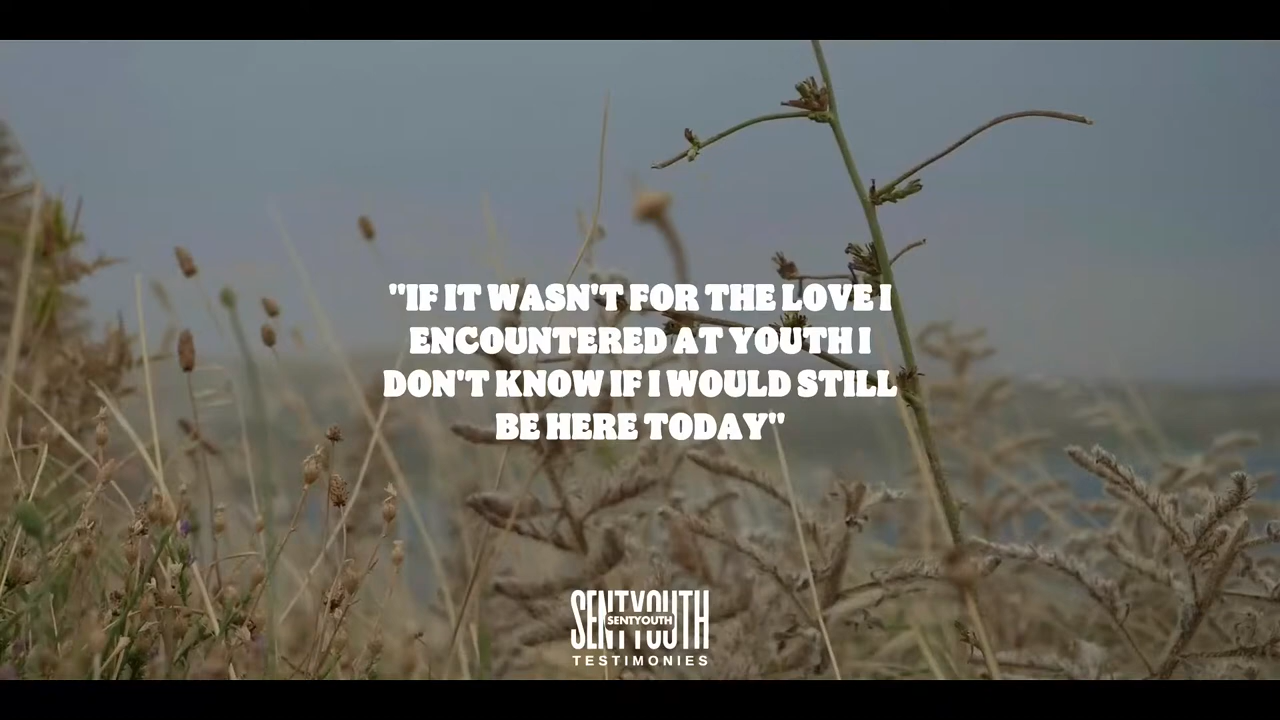 "IF IT WASN'T FOR THE LOVE I
ENCOUNTERED AT YOUTH I
DON'T KNOW IF I WOULD STILL
BE HERE TODAY"
SENTYOUTH
SENTYOUTH
TESTIMONIES